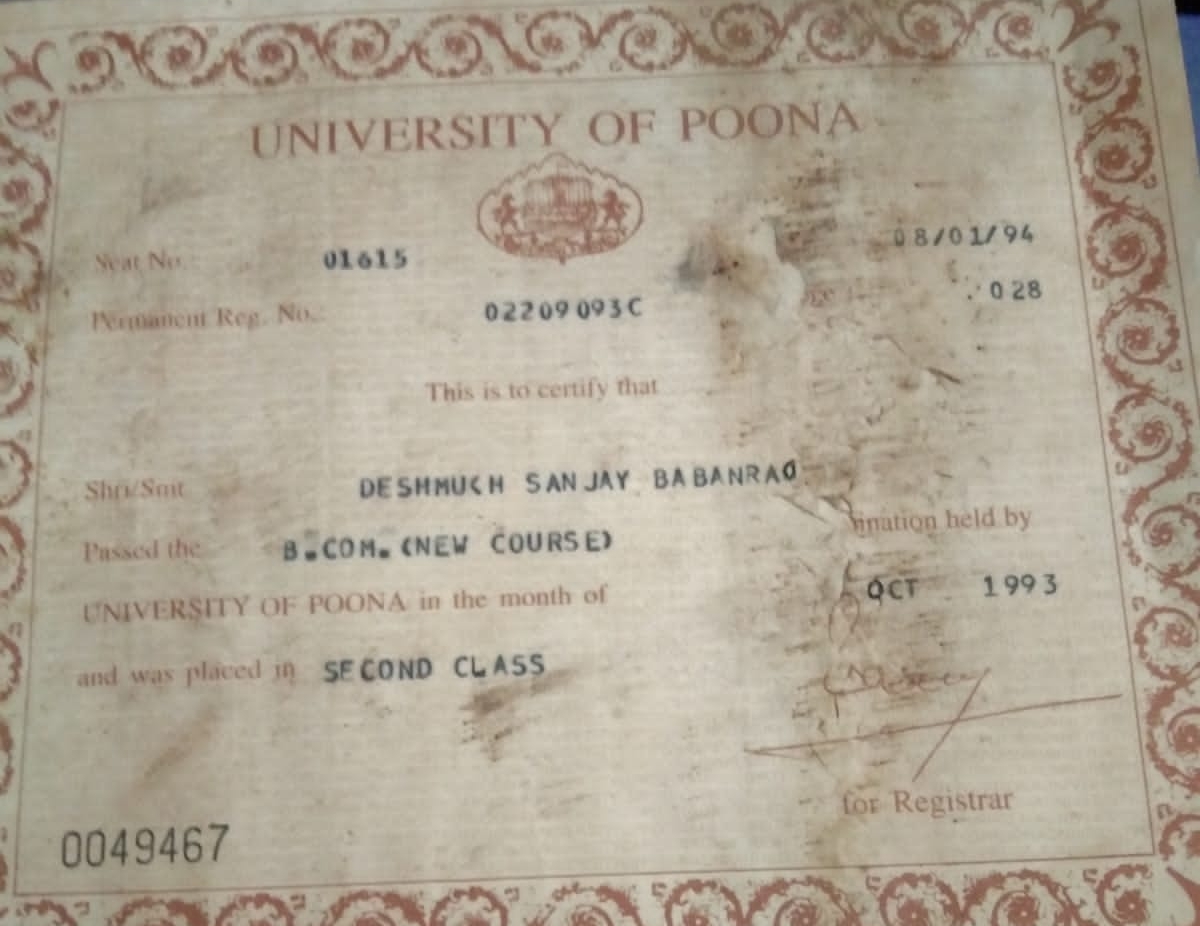 UNIVERSITY OF POONA
08/01/94
Seat No.: 01615
028
Permanent Reg. No.: 02209093C
This is to certify that
Shri/Smt DESHMUCH SANJAY BABANRAO
Passed the B.COM.(NEW COURSE) held by
UNIVERSITY OF POONA in the month of OCT 1993
and was placed in SECOND CLASS
for Registrar
0049467